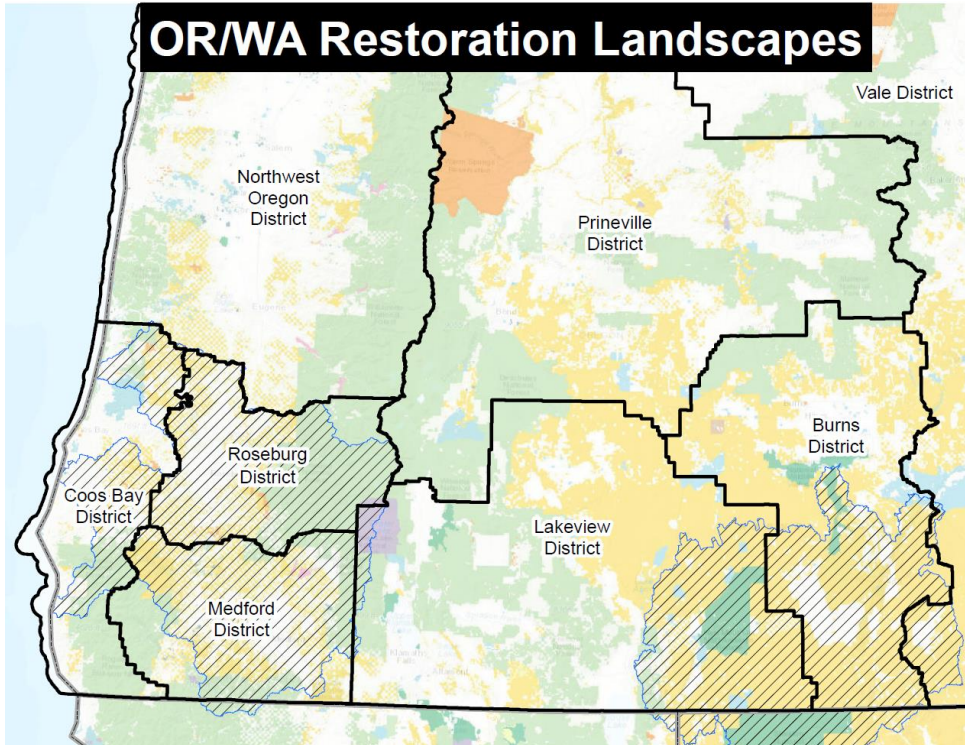 OR/WA Restoration Landscapes
Vale District
Northwest
Oregon
District
Prineville
District
Burns
District
Roseburg
District
Coos Bay
District
Lakeview
District
Medford
District